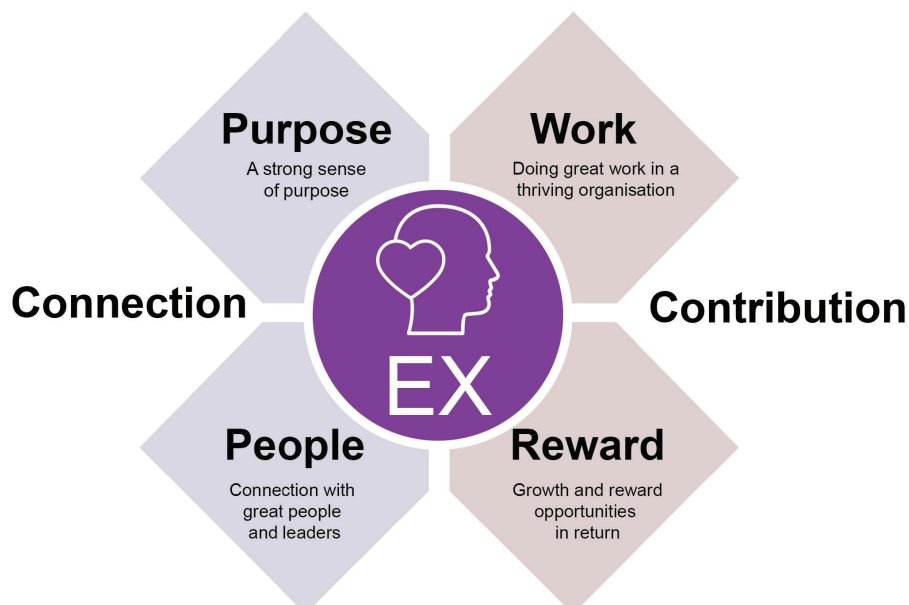 Purpose
A strong sense
of purpose
Work
Doing great work in a
thriving organisation
Connection
Contribution
EX
People
Connection with
great people
and leaders
Reward
Growth and reward
opportunities
in return